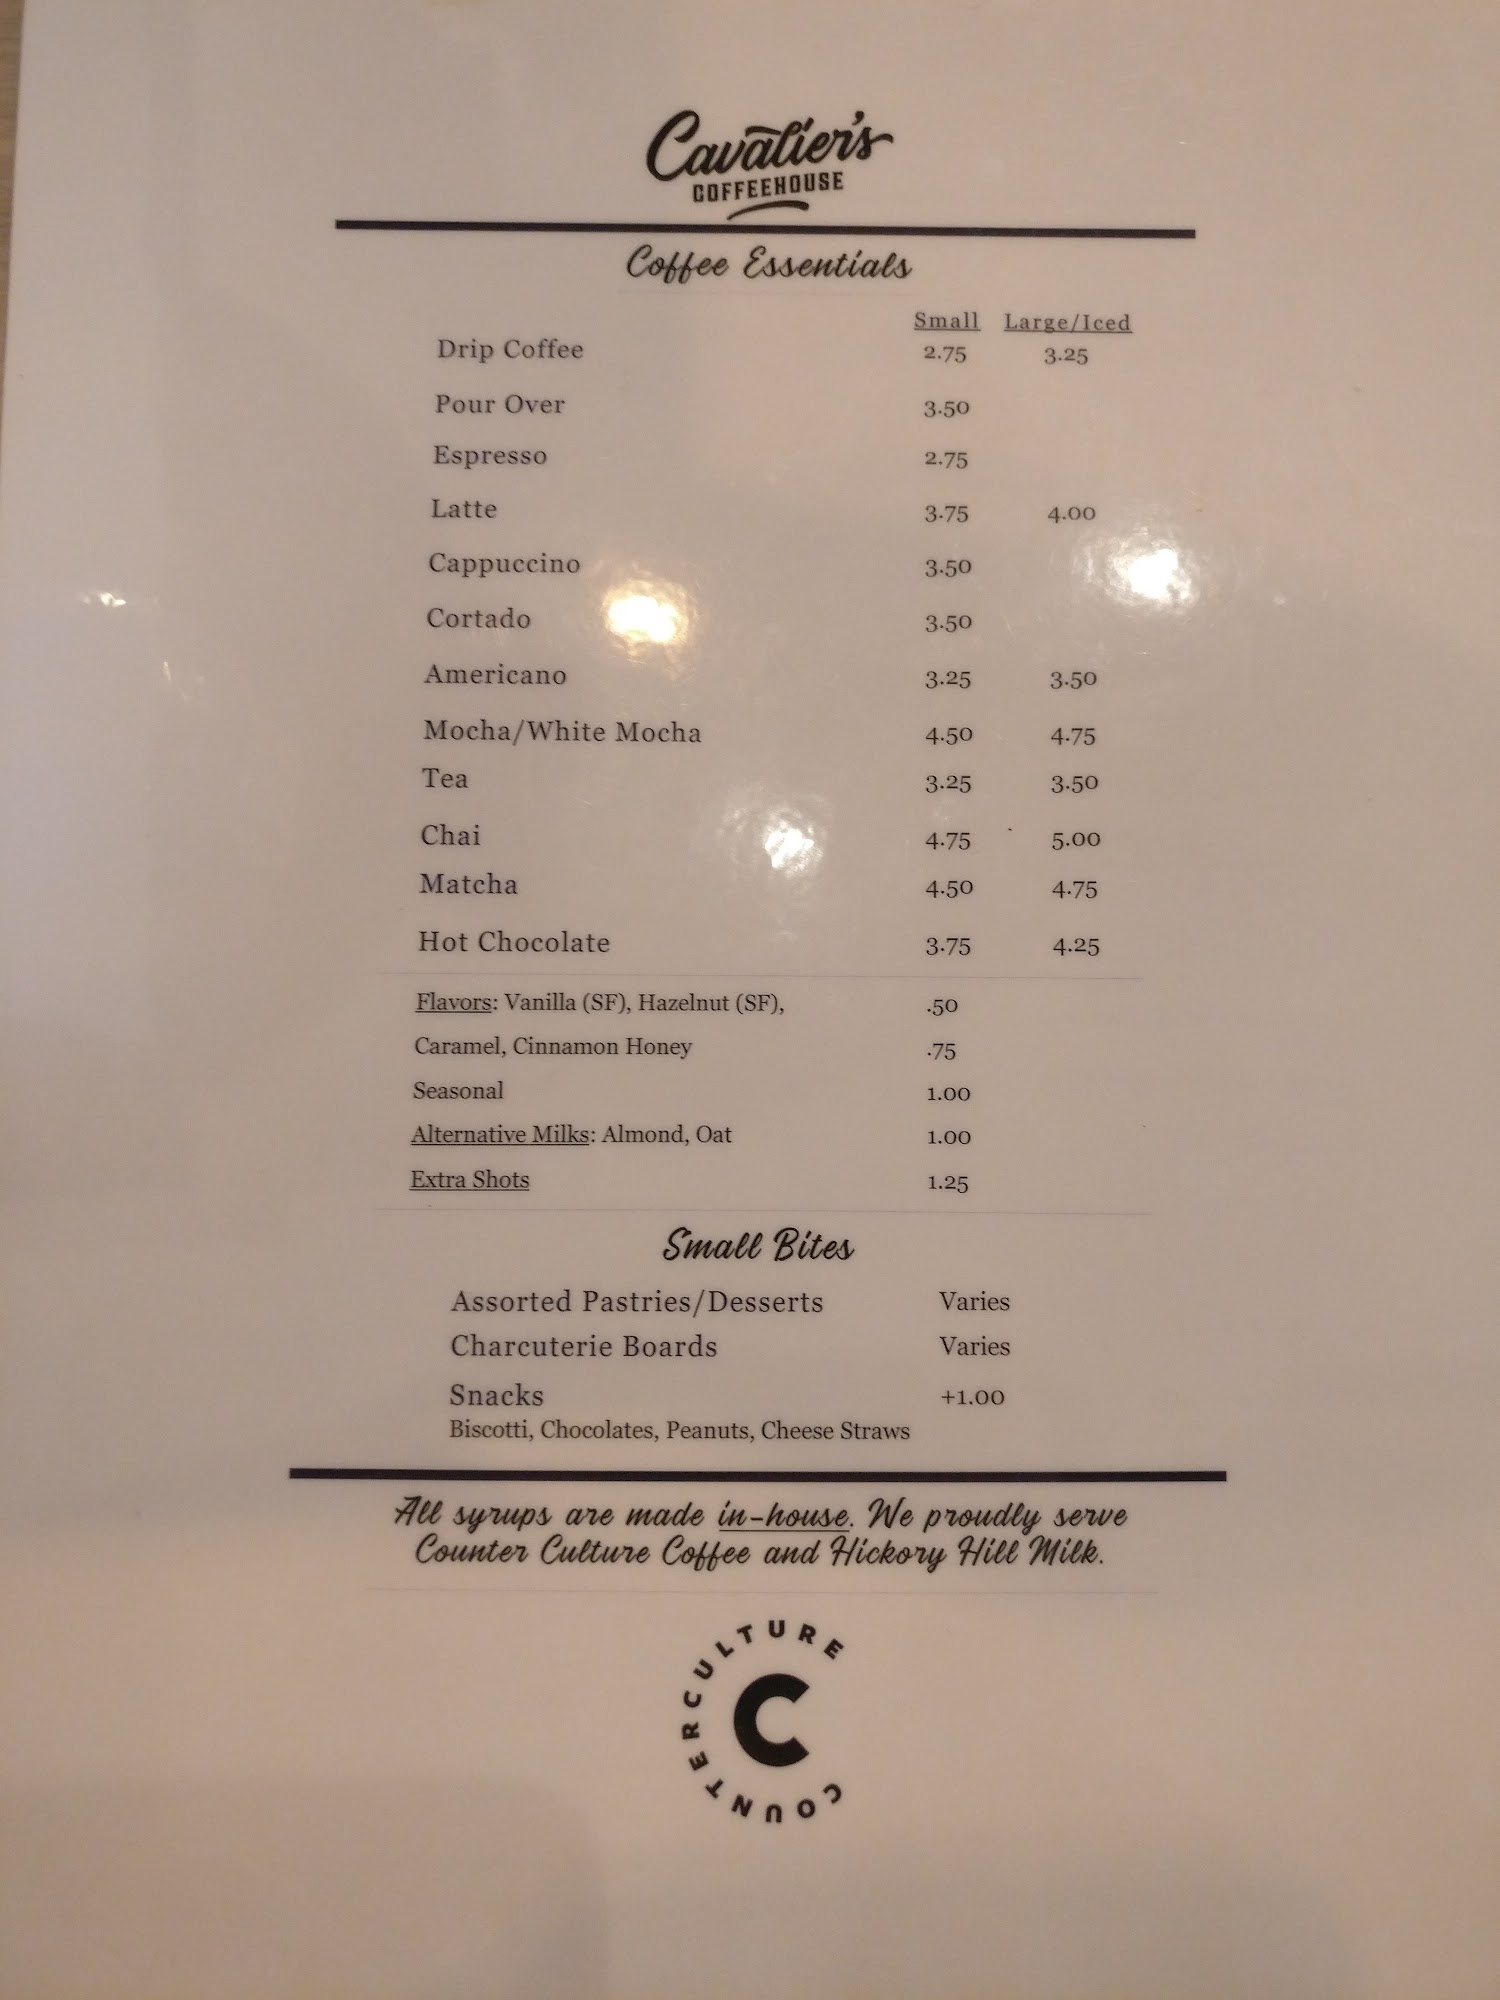 Cavalier's
COFFEEHOUSE
Coffee Essentials
Small Large/Iced
Drip Coffee 2.75 3.25
Pour Over 3.50
Espresso 2.75
Latte 3.75 4.00
Cappuccino 3.50
Cortado 3.50
Americano 3.25 3.50
Mocha/White Mocha 4.50 4.75
Tea 3.25 3.50
Chai 4.75 5.00
Matcha 4.50 4.75
Hot Chocolate 3.75 4.25
Flavors: Vanilla (SF), Hazelnut (SF), .50
Caramel, Cinnamon Honey .75
Seasonal 1.00
Alternative Milks: Almond, Oat 1.00
Extra Shots 1.25
Small Bites
Assorted Pastries/Desserts Varies
Charcuterie Boards Varies
Snacks +1.00
Biscotti, Chocolates, Peanuts, Cheese Straws
All syrups are made in-house. We proudly serve
Counter Culture Coffee and Hickory Hill Milk.
COUNTER CULTURE
C